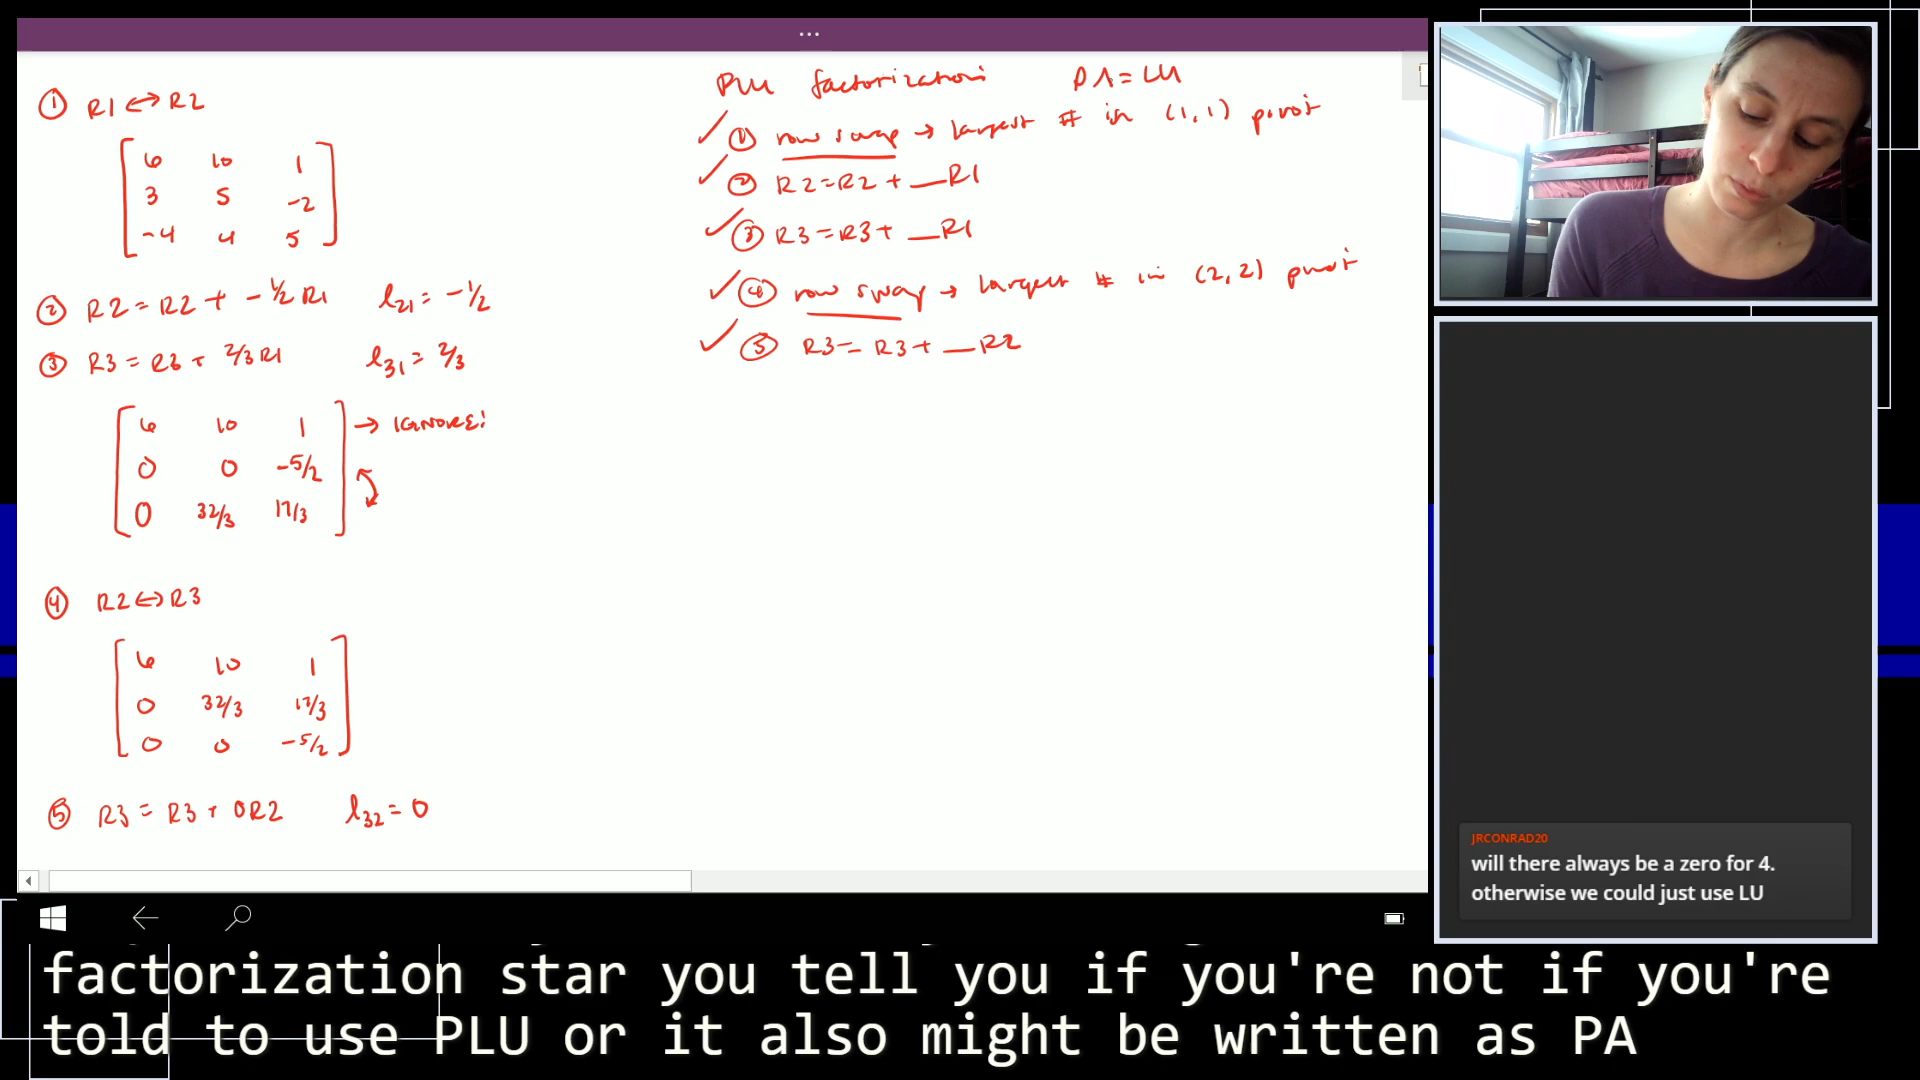 ① R1 ↔ R2
6 10 1
3 5 -2
-4 4 5
② R2 = R2 + -1/2 R1 l21 = -1/2
③ R3 = R3 + 2/3 R1 l31 = 2/3
6 10 1 → IGNORE!
0 0 -5/2
0 32/3 17/3
④ R2 ↔ R3
6 10 1
0 32/3 17/3
0 0 -5/2
⑤ R3 = R3 + 0R2 l32 = 0
...
PLU factorization PA = LU
✓ ① row swap → largest # in (1,1) pivot
✓ ② R2 = R2 + __R1
✓ ③ R3 = R3 + __R1
✓ ④ row swap → largest # in (2,2) pivot
✓ ⑤ R3 = R3 + __R2
JRCONRAD20
will there always be a zero for 4.
otherwise we could just use LU
factorization star you tell you if you're not if you're
told to use PLU or it also might be written as PA